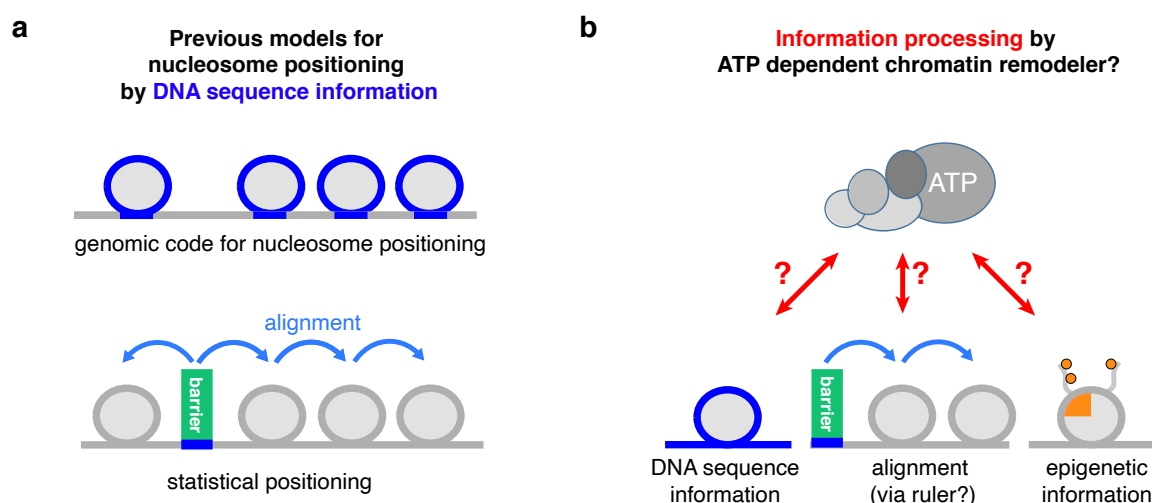 a
Previous models for
nucleosome positioning
by DNA sequence information
genomic code for nucleosome positioning
alignment
barrier
statistical positioning
b
Information processing by
ATP dependent chromatin remodeler?
ATP
?
?
?
barrier
DNA sequence
information
alignment
(via ruler?)
epigenetic
information